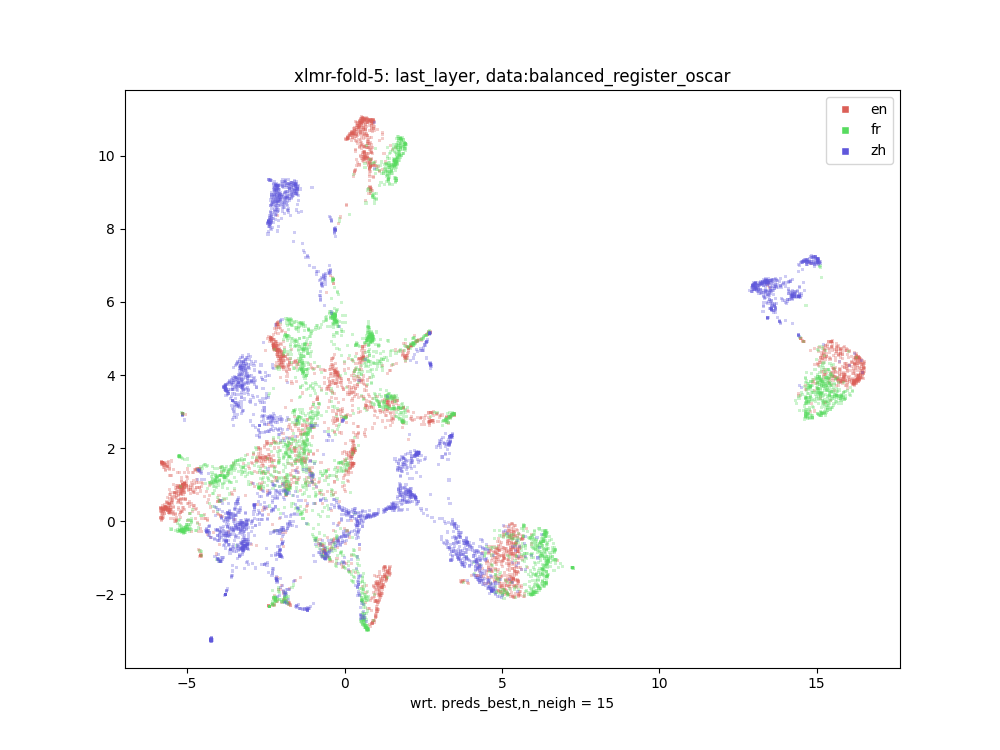 xlmr-fold-5: last_layer, data:balanced_register_oscar
en
fr
zh
10
8
6
4
2
0
−2
−5
0
5
10
15
wrt. preds_best,n_neigh = 15